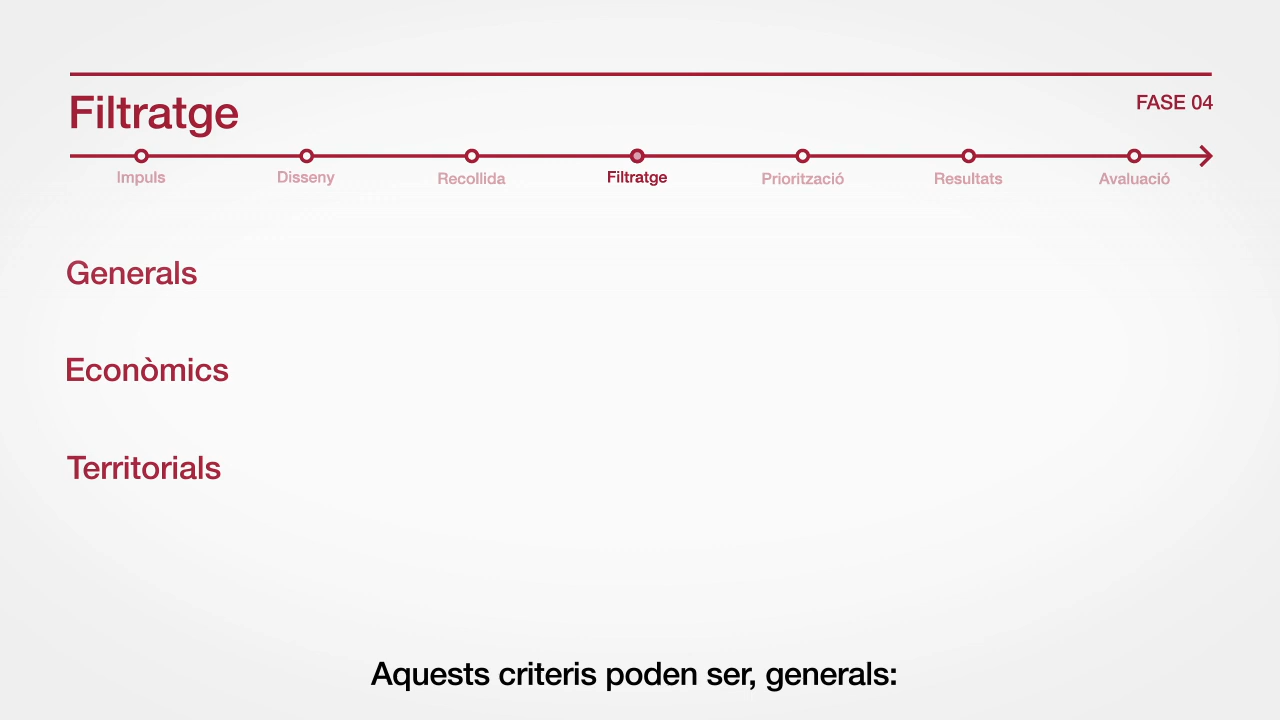 Filtratge
FASE 04
Impuls
Disseny
Recollida
Filtratge
Priorització
Resultats
Avaluació
Generals
Econòmics
Territorials
Aquests criteris poden ser, generals: